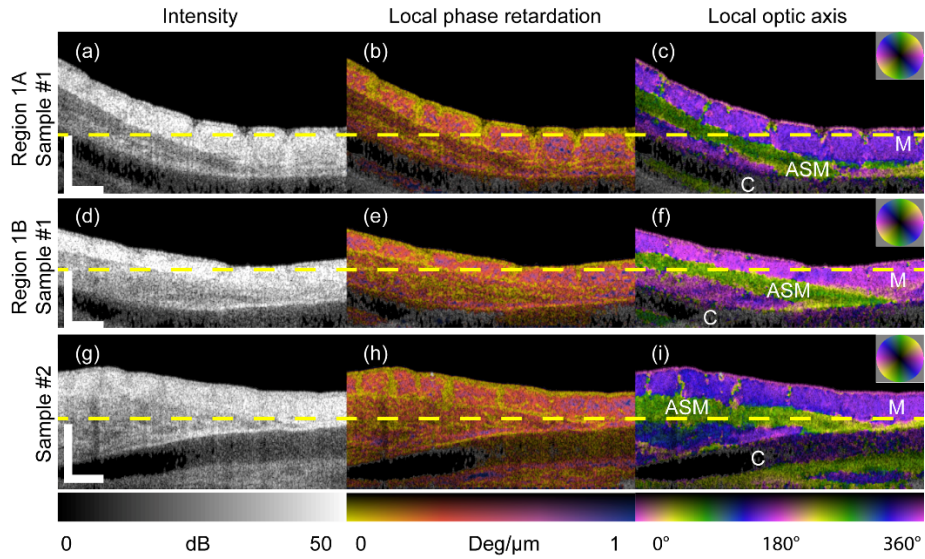 Intensity Local phase retardation Local optic axis
Region 1A
Sample #1
(a) (b) (c)
M
ASM
C
Region 1B
Sample #1
(d) (e) (f)
M
ASM
C
Sample #2
(g) (h) (i)
ASM M
C
0 dB 50 0 Deg/µm 1 0° 180° 360°